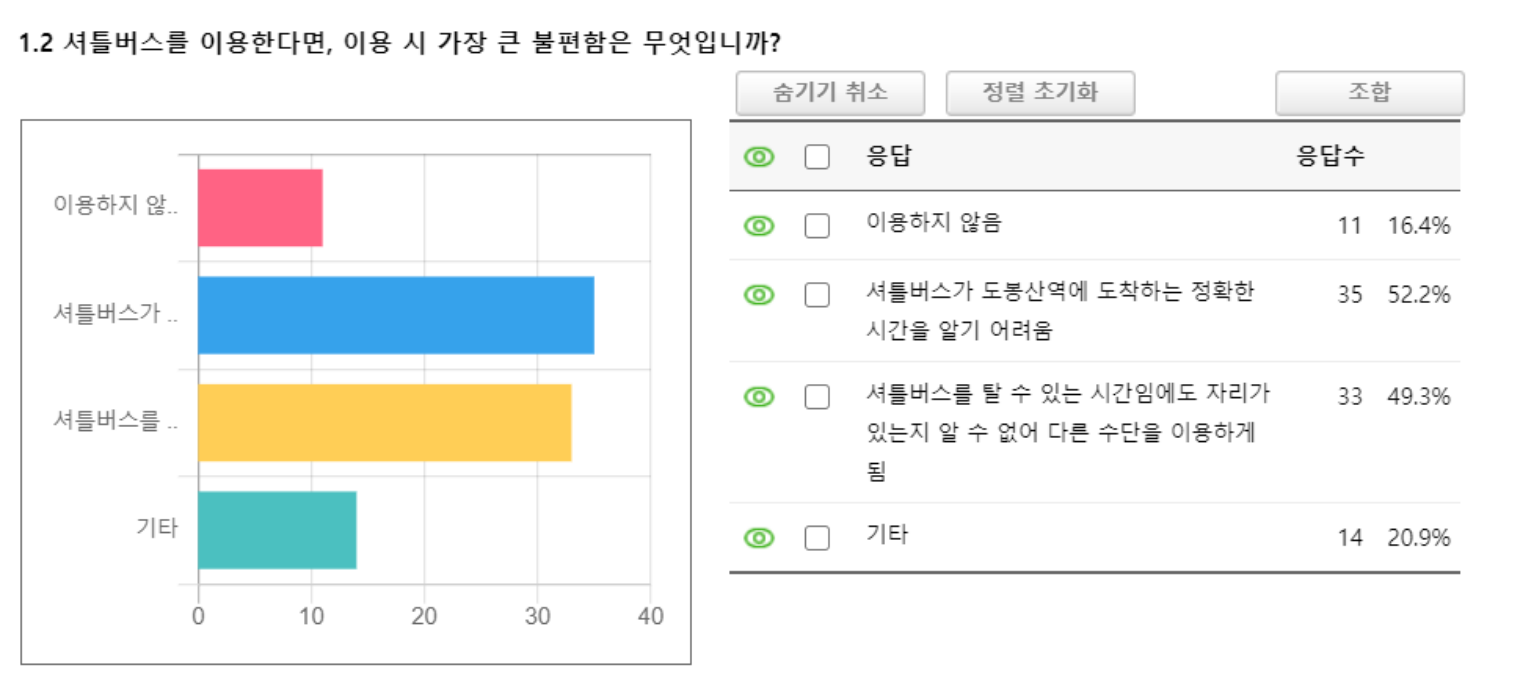 1.2 셔틀버스를 이용한다면, 이용 시 가장 큰 불편함은 무엇입니까?
숨기기 취소 정렬 초기화 조합
이용하지 않..
셔틀버스가 ..
셔틀버스를 ..
기타
0 10 20 30 40
응답 응답수
이용하지 않음 11 16.4%
셔틀버스가 도봉산역에 도착하는 정확한 35 52.2%
시간을 알기 어려움
셔틀버스를 탈 수 있는 시간임에도 자리가 33 49.3%
있는지 알 수 없어 다른 수단을 이용하게
됨
기타 14 20.9%